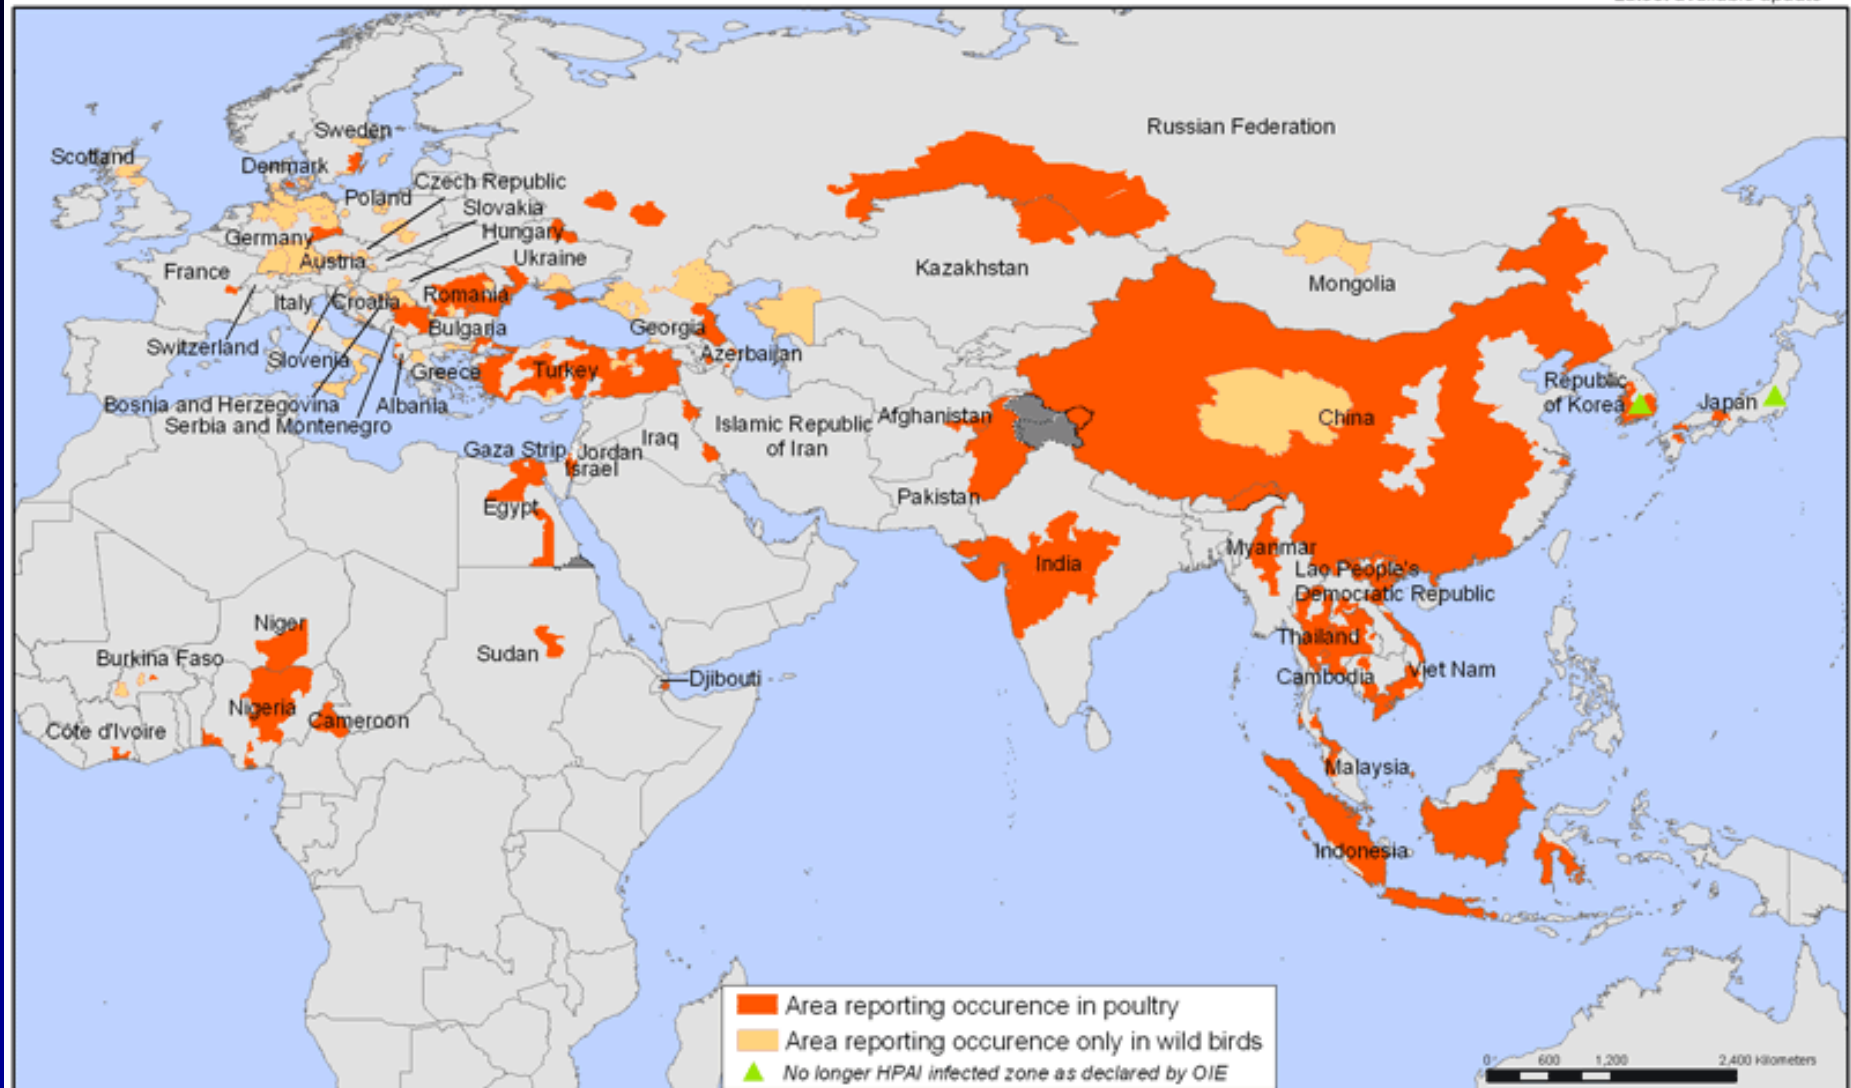 Sweden
Russian Federation
Scotland
Denmark
Czech Republic
Poland
Slovakia
Hungary
Germany
Ukraine
Austria
France
Kazakhstan
Mongolia
Italy
Croatia
Romania
Bulgaria
Georgia
Switzerland
Slovenia
Azerbaijan
Greece
Turkey
Republic
of Korea
Japan
Bosnia and Herzegovina
Albania
Serbia and Montenegro
Afghanistan
China
Islamic Republic
of Iran
Iraq
Gaza Strip
Jordan
Israel
Pakistan
Egypt
Myanmar
India
Lao People's
Democratic Republic
Niger
Thailand
Sudan
Burkina Faso
Viet Nam
Cambodia
Djibouti
Nigeria
Cameroon
Côte d'Ivoire
Malaysia
Indonesia
Area reporting occurence in poultry
Area reporting occurence only in wild birds
No longer HPAI infected zone as declared by OIE
0 600 1,200 2,400 Kilometers